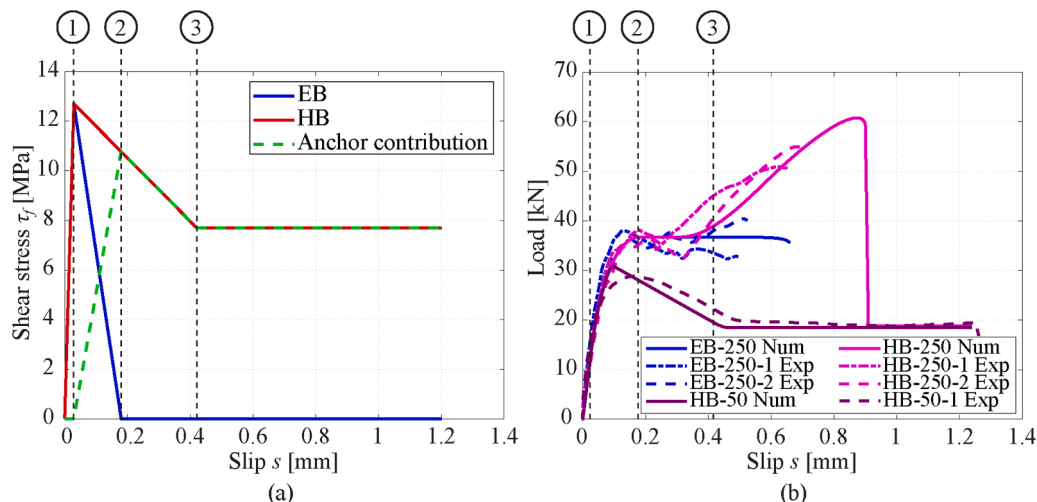 1 2 3
14
12
10
8
6
4
2
0
0 0.2 0.4 0.6 0.8 1 1.2 1.4
Shear stress τf [MPa]
Slip s [mm]
EB
HB
Anchor contribution
(a)
1 2 3
70
60
50
40
30
20
10
0
0 0.2 0.4 0.6 0.8 1 1.2 1.4
Load [kN]
Slip s [mm]
EB-250 Num HB-250 Num
EB-250-1 Exp HB-250-1 Exp
EB-250-2 Exp HB-250-2 Exp
HB-50 Num HB-50-1 Exp
(b)